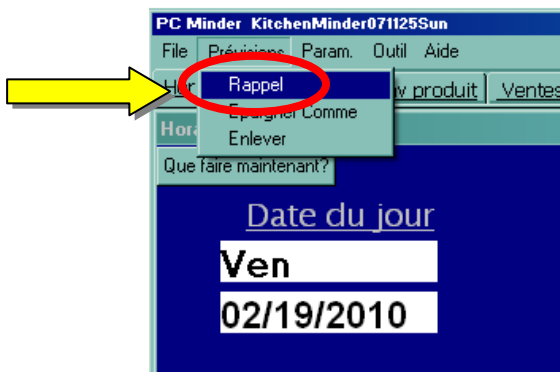 PC Minder KitchenMinder071125Sun
File Prévisions Param. Outil Aide
Rappel
produit Ventes
Epargner Comme
Enlever
Que faire maintenant?
Date du jour
Ven
02/19/2010